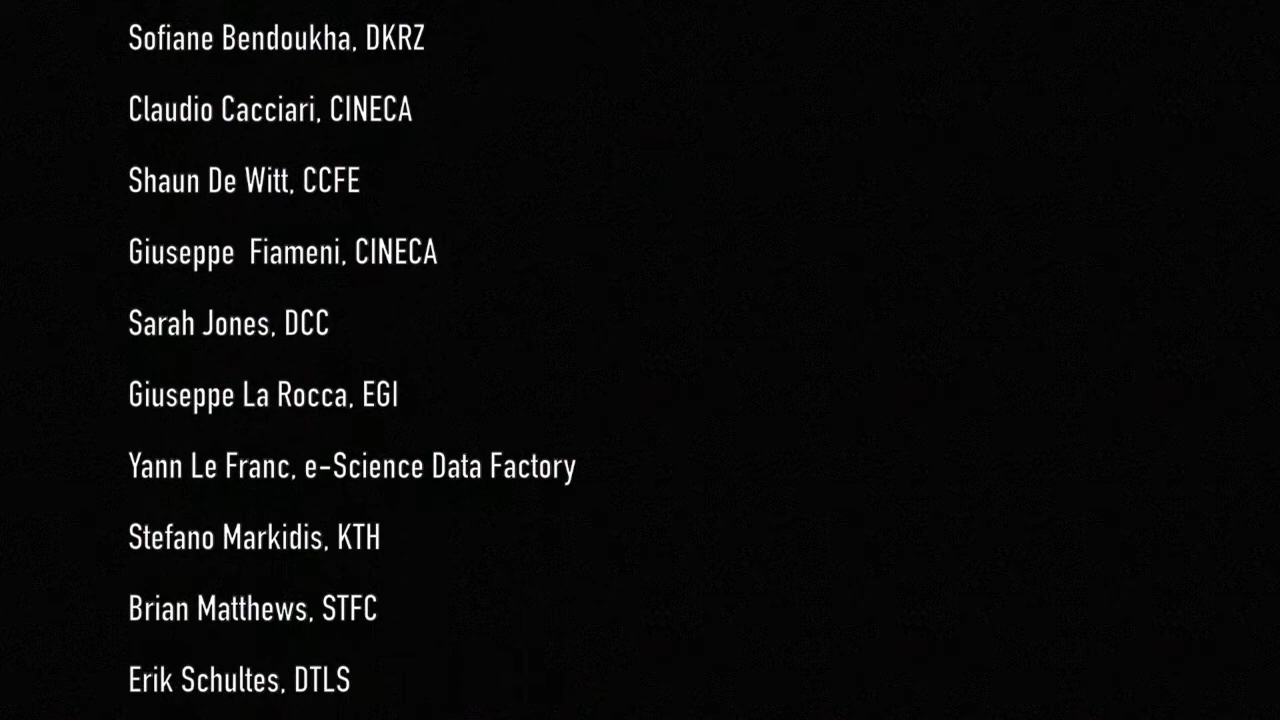 Sofiane Bendoukha, DKRZ
Claudio Cacciari, CINECA
Shaun De Witt, CCFE
Giuseppe  Fiameni, CINECA
Sarah Jones, DCC
Giuseppe La Rocca, EGI
Yann Le Franc, e-Science Data Factory
Stefano Markidis, KTH
Brian Matthews, STFC
Erik Schultes, DTLS